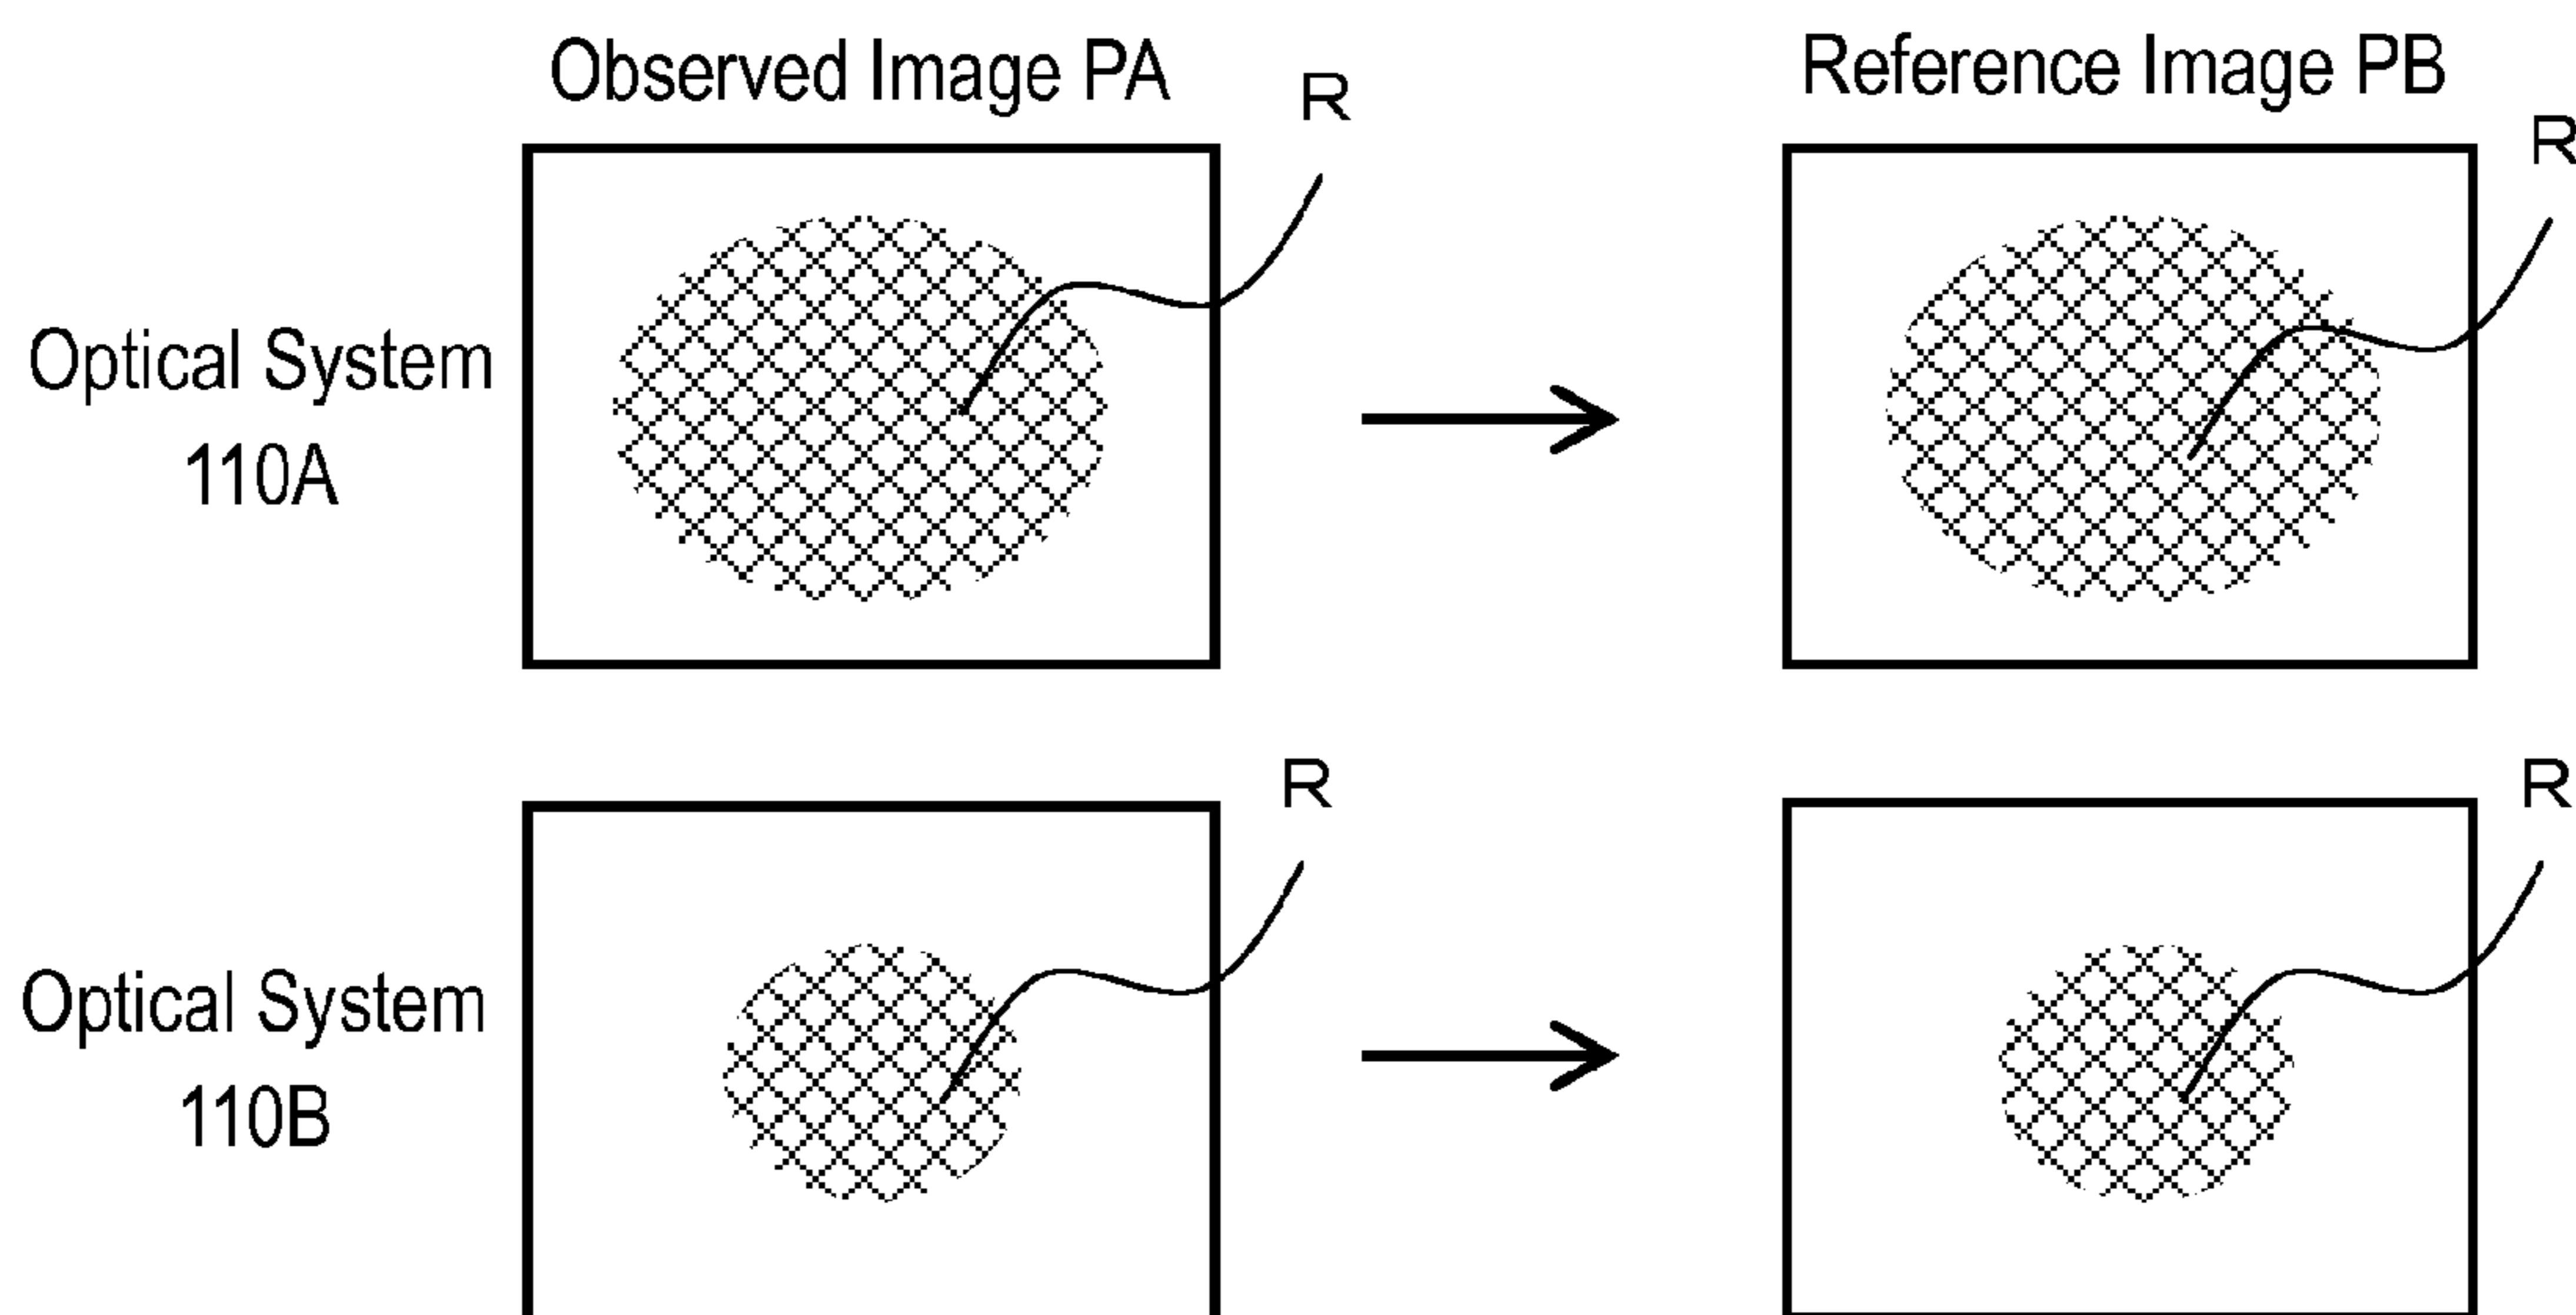 Observed Image PA
Reference Image PB
R
R
Optical System
110A
R
R
Optical System
110B